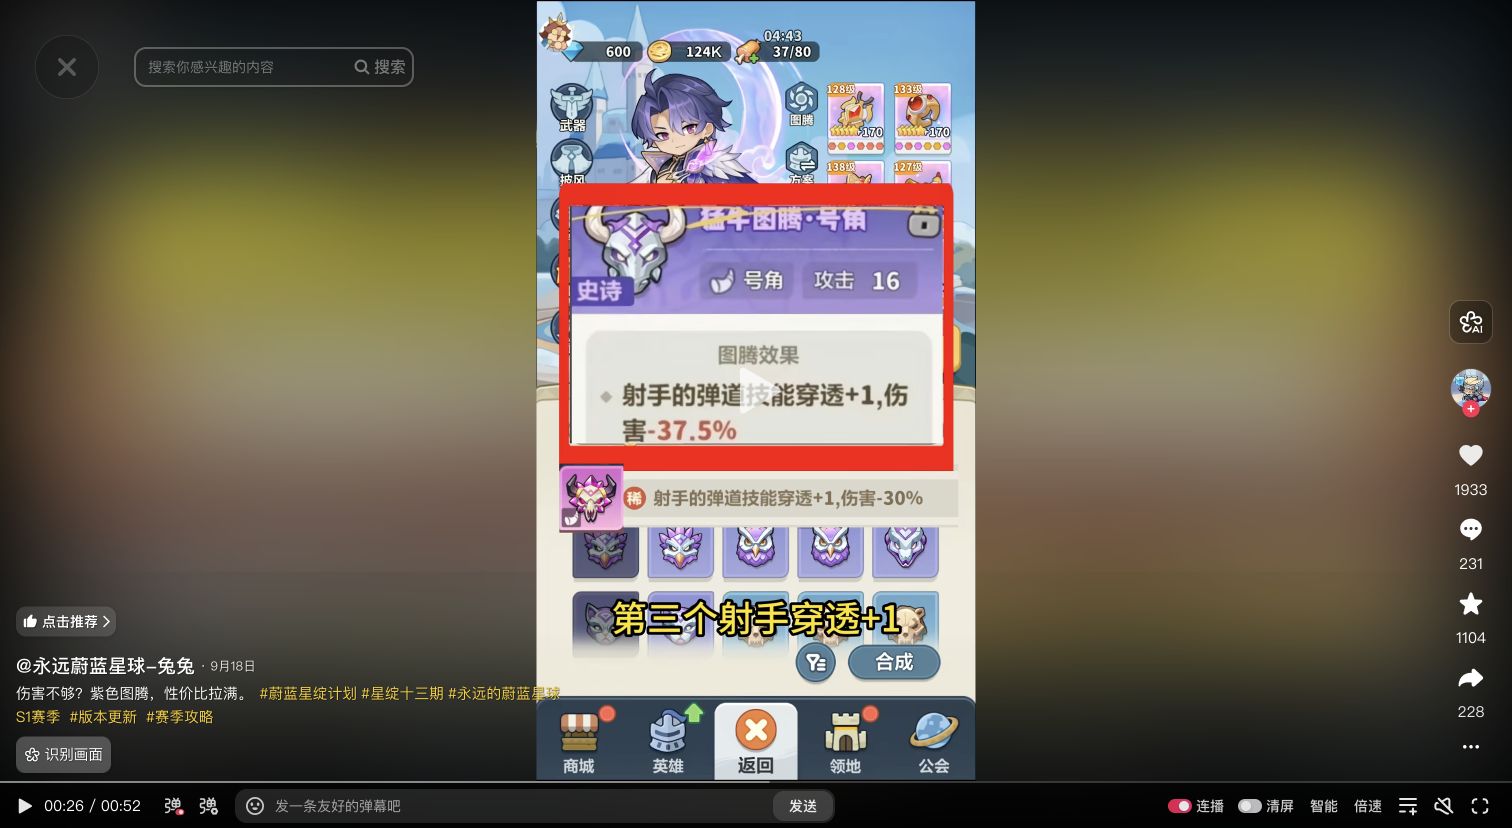 搜索你感兴趣的内容
搜索
600
124K
04:43
37/80
武器
披风
图腾
方案
128级
+170
133级
+170
138级
127级
猛牛图腾·号角
史诗
号角
攻击 16
图腾效果
射手的弹道技能穿透+1,伤
害-37.5%
稀 射手的弹道技能穿透+1,伤害-30%
第三个射手穿透+1
合成
商城
英雄
返回
领地
公会
AI
1933
231
1104
228
点击推荐
@永远蔚蓝星球-兔兔 · 9月18日
伤害不够？紫色图腾，性价比拉满。 #蔚蓝星绽计划 #星绽十三期 #永远的蔚蓝星球
S1赛季 #版本更新 #赛季攻略
识别画面
00:26 / 00:52
弹
弹
发一条友好的弹幕吧
发送
连播
清屏
智能
倍速